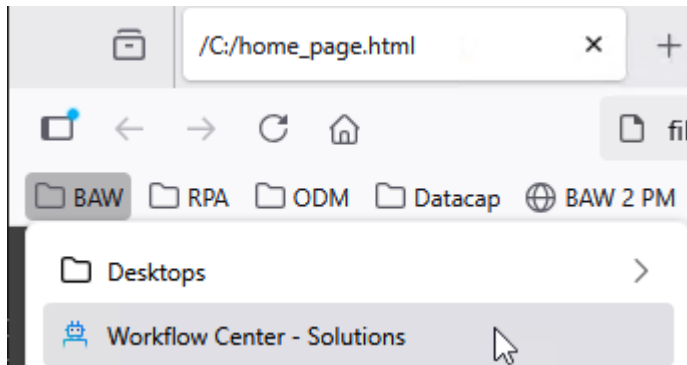 /C:/home_page.html
BAW RPA ODM Datacap BAW 2 PM
Desktops
Workflow Center - Solutions